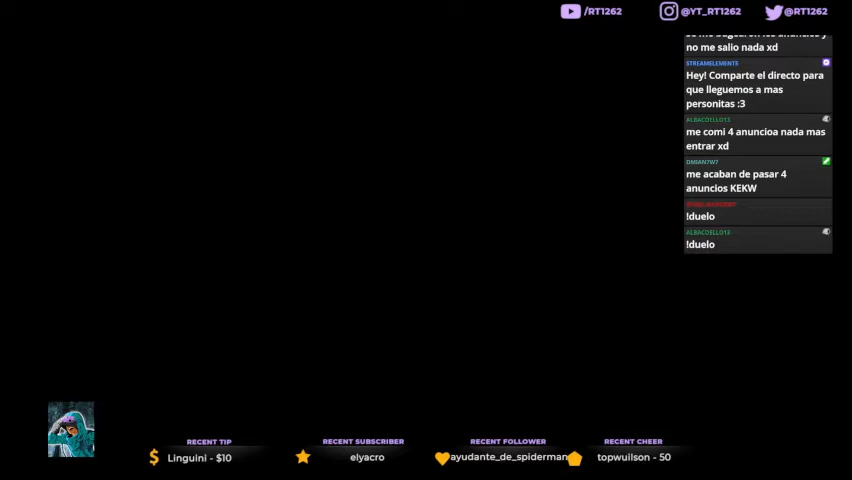 /RT1262
@YT_RT1262
@RT1262
no me salio nada xd
STREAMELEMENTS
Hey! Comparte el directo para
que lleguemos a mas
personitas :3
ALBACOELLO13
me comi 4 anuncioa nada mas
entrar xd
DMIAN7W7
me acaban de pasar 4
anuncios KEKW
!duelo
ALBACOELLO13
!duelo
RECENT TIP
Linguini - $10
RECENT SUBSCRIBER
elyacro
RECENT FOLLOWER
ayudante_de_spiderman
RECENT CHEER
topwuilson - 50